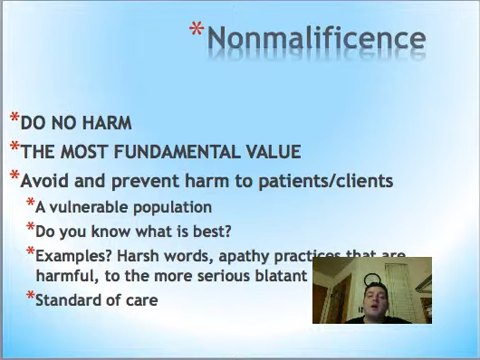 *Nonmalificence
*DO NO HARM
*THE MOST FUNDAMENTAL VALUE
*Avoid and prevent harm to patients/clients
*A vulnerable population
*Do you know what is best?
*Examples? Harsh words, apathy practices that are
harmful, to the more serious blatant
*Standard of care